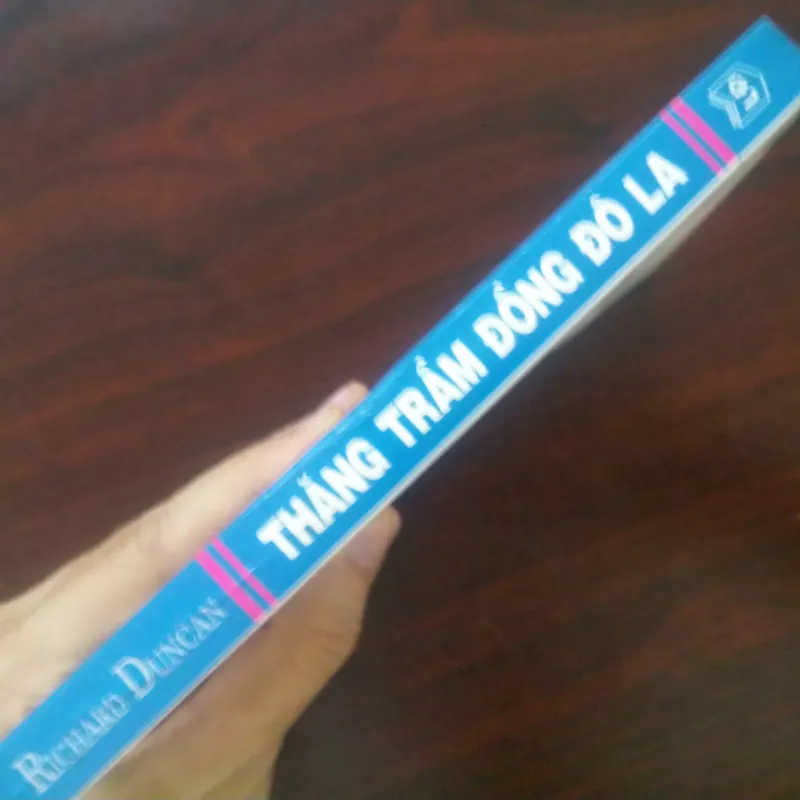 RICHARD DUNCAN
THĂNG TRẦM ĐỒNG ĐÔ LA